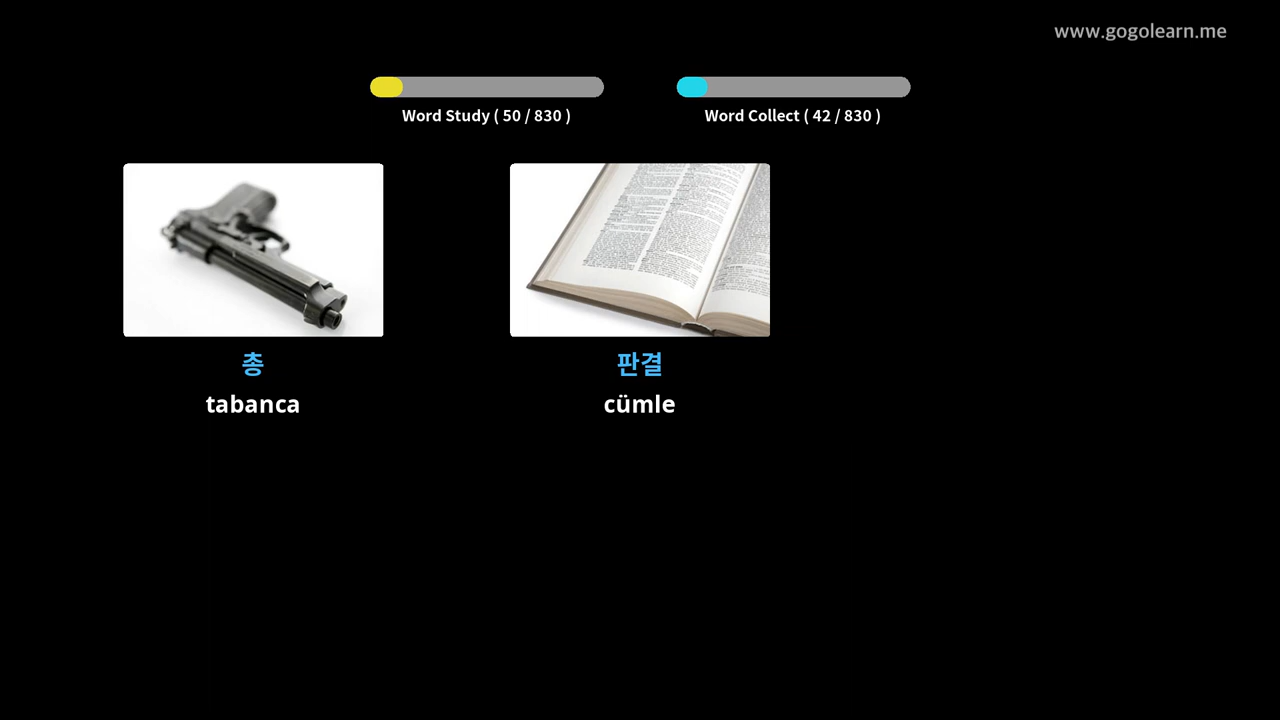 www.gogolearn.me
Word Study ( 50 / 830 )
Word Collect ( 42 / 830 )
총
tabanca
판결
cümle